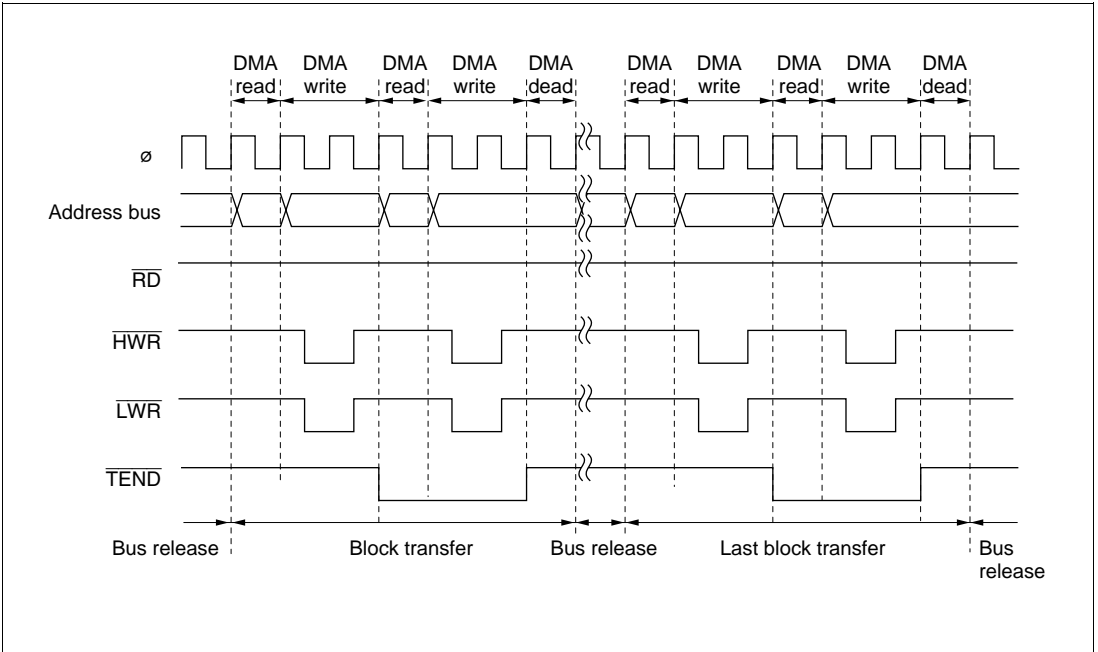 DMA read DMA write DMA read DMA write DMA dead DMA read DMA write DMA read DMA write DMA dead
ø
Address bus
RD
HWR
LWR
TEND
Bus release Block transfer Bus release Last block transfer Bus release